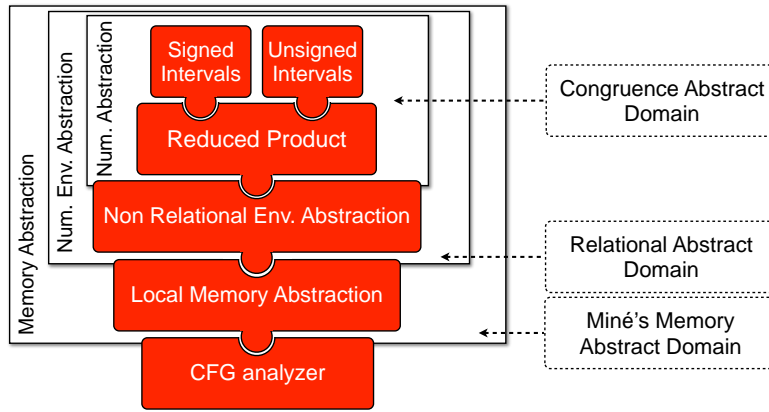 Memory Abstraction
Num. Env. Abstraction
Num. Abstraction
Signed
Intervals
Unsigned
Intervals
Reduced Product
Non Relational Env. Abstraction
Local Memory Abstraction
CFG analyzer
Congruence Abstract
Domain
Relational Abstract
Domain
Miné's Memory
Abstract Domain